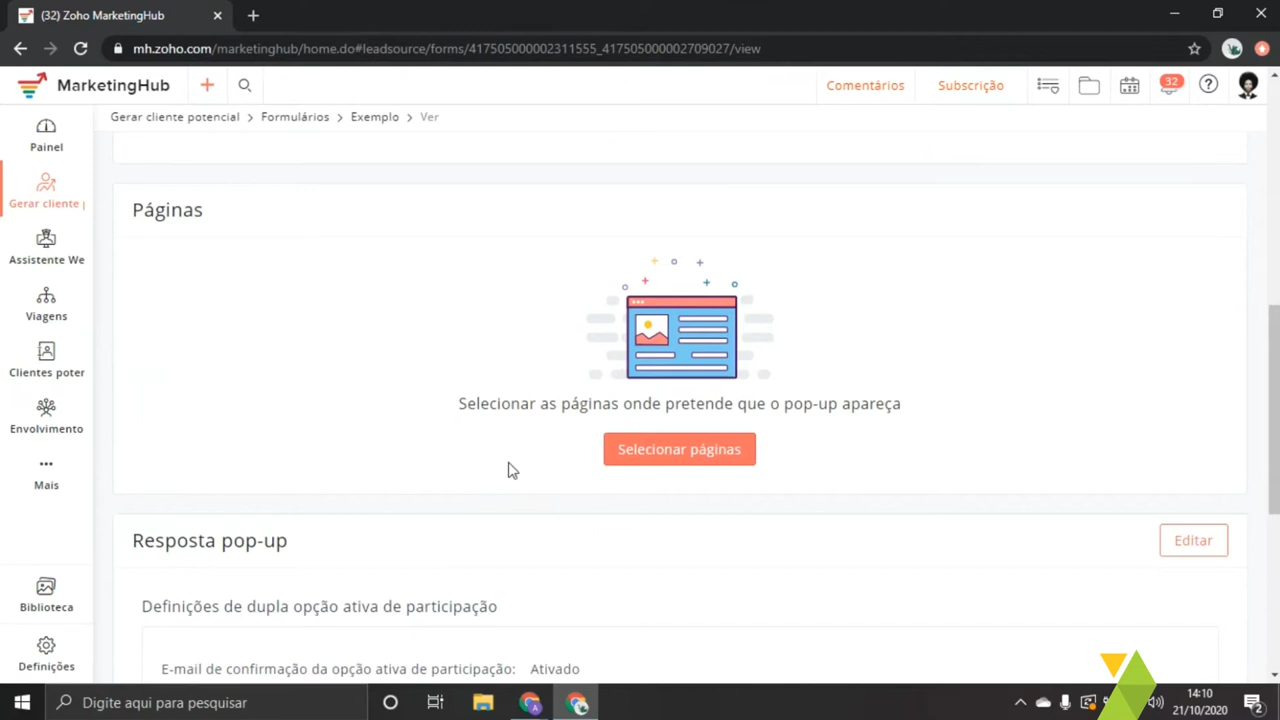 (32) Zoho MarketingHub
mh.zoho.com/marketinghub/home.do#leadsource/forms/417505000002311555_417505000002709027/view
MarketingHub
Comentários
Subscrição
32
Gerar cliente potencial > Formulários > Exemplo > Ver
Painel
Gerar cliente p
Assistente We
Viagens
Clientes poter
Envolvimento
Mais
Biblioteca
Definições
Páginas
Selecionar as páginas onde pretende que o pop-up apareça
Selecionar páginas
Resposta pop-up
Editar
Definições de dupla opção ativa de participação
E-mail de confirmação da opção ativa de participação: Ativado
Digite aqui para pesquisar
14:10
21/10/2020
2